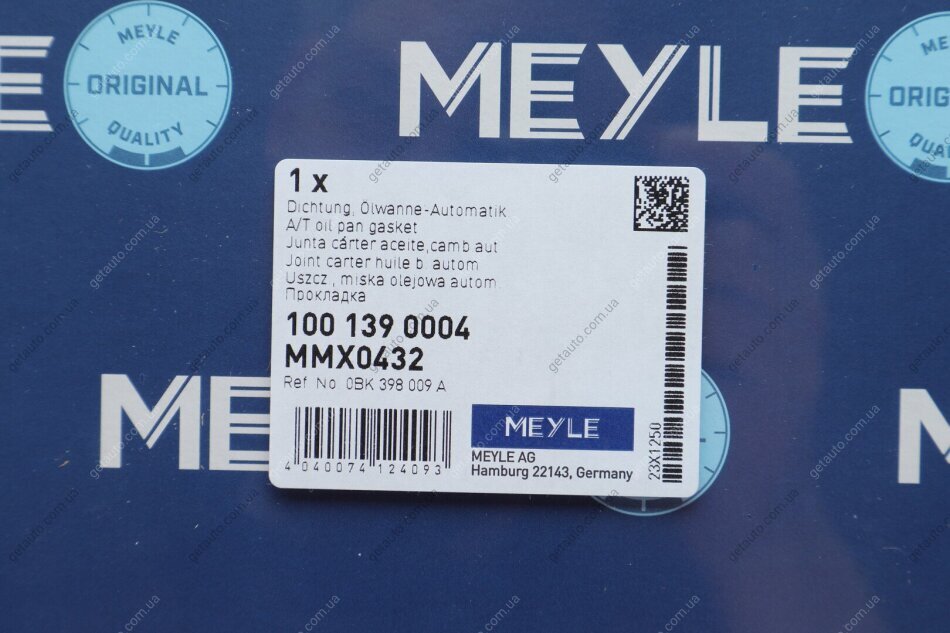 MEYLE
ORIGINAL
QUALITY
MEYLE
1 x
Dichtung, Ölwanne-Automatik
A/T oil pan gasket
Junta cárter aceite,camb aut
Joint carter huile b. autom
Uszcz., miska olejowa autom.
Прокладка
100 139 0004
MMX0432
Ref. No. 0BK 398 009 A
4 040074 124093
MEYLE
MEYLE AG
Hamburg 22143, Germany
23X1250
getauto.com.ua